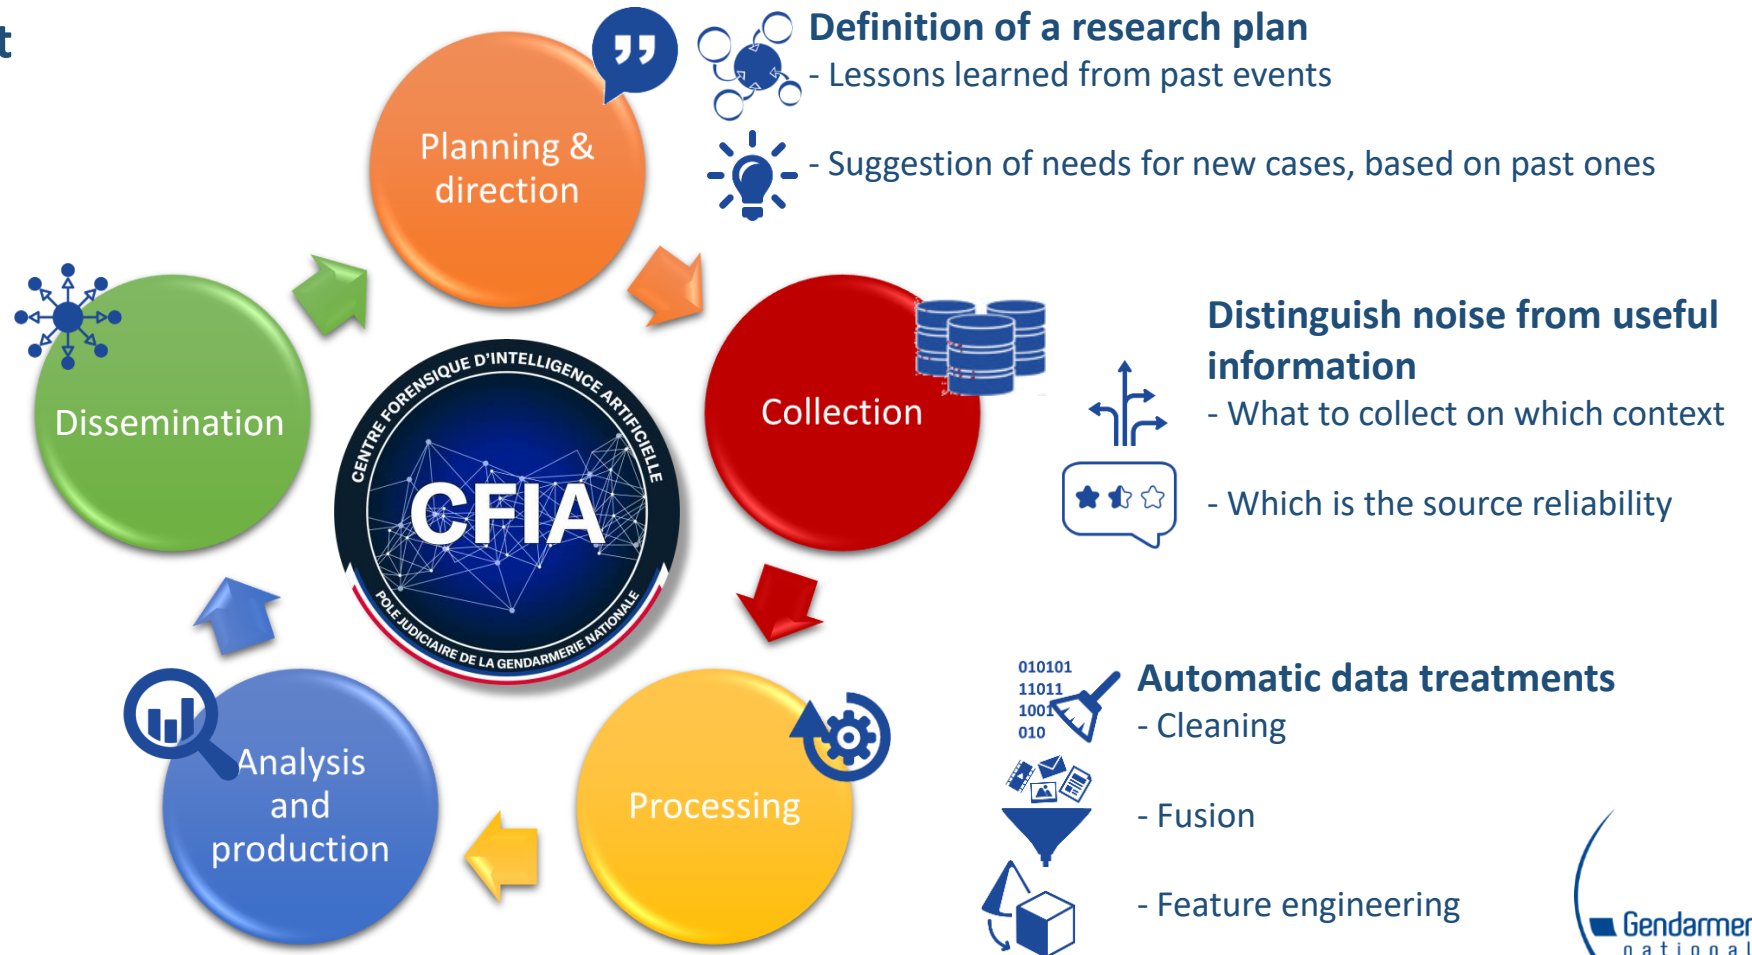 t
Definition of a research plan
- Lessons learned from past events
- Suggestion of needs for new cases, based on past ones
Planning &
direction
Dissemination
Collection
Distinguish noise from useful
information
- What to collect on which context
- Which is the source reliability
CENTRE FORENSIQUE D'INTELLIGENCE ARTIFICIELLE
CFIA
POLE JUDICIAIRE DE LA GENDARMERIE NATIONALE
Analysis
and
production
Processing
010101
11011
1001
010
Automatic data treatments
- Cleaning
- Fusion
- Feature engineering
Gendarmer
national